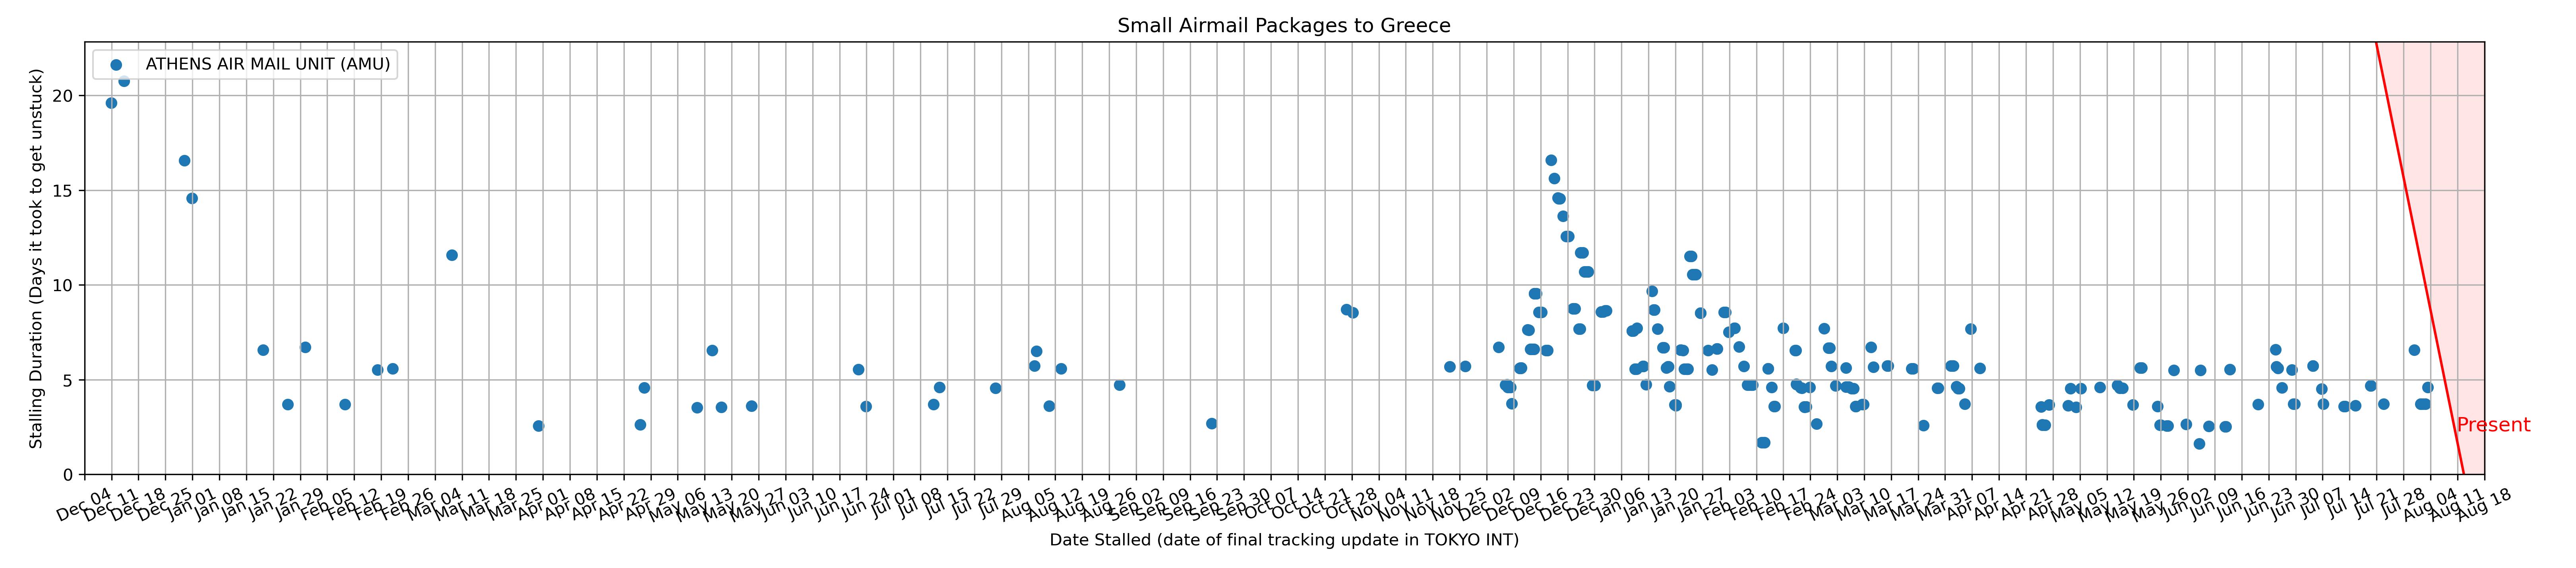 Small Airmail Packages to Greece
ATHENS AIR MAIL UNIT (AMU)
Stalling Duration (Days it took to get unstuck)
20
15
10
5
0
Present
Dec 04
Dec 11
Dec 18
Dec 25
Jan 01
Jan 08
Jan 15
Jan 22
Jan 29
Feb 05
Feb 12
Feb 19
Feb 26
Mar 04
Mar 11
Mar 18
Mar 25
Apr 01
Apr 08
Apr 15
Apr 22
Apr 29
May 06
May 13
May 20
May 27
Jun 03
Jun 10
Jun 17
Jun 24
Jul 01
Jul 08
Jul 15
Jul 22
Jul 29
Aug 05
Aug 12
Aug 19
Aug 26
Sep 02
Sep 09
Sep 16
Sep 23
Sep 30
Oct 07
Oct 14
Oct 21
Oct 28
Nov 04
Nov 11
Nov 18
Nov 25
Dec 02
Dec 09
Dec 16
Dec 23
Dec 30
Jan 06
Jan 13
Jan 20
Jan 27
Feb 03
Feb 10
Feb 17
Feb 24
Mar 03
Mar 10
Mar 17
Mar 24
Mar 31
Apr 07
Apr 14
Apr 21
Apr 28
May 05
May 12
May 19
May 26
Jun 02
Jun 09
Jun 16
Jun 23
Jun 30
Jul 07
Jul 14
Jul 21
Jul 28
Aug 04
Aug 11
Aug 18
Date Stalled (date of final tracking update in TOKYO INT)